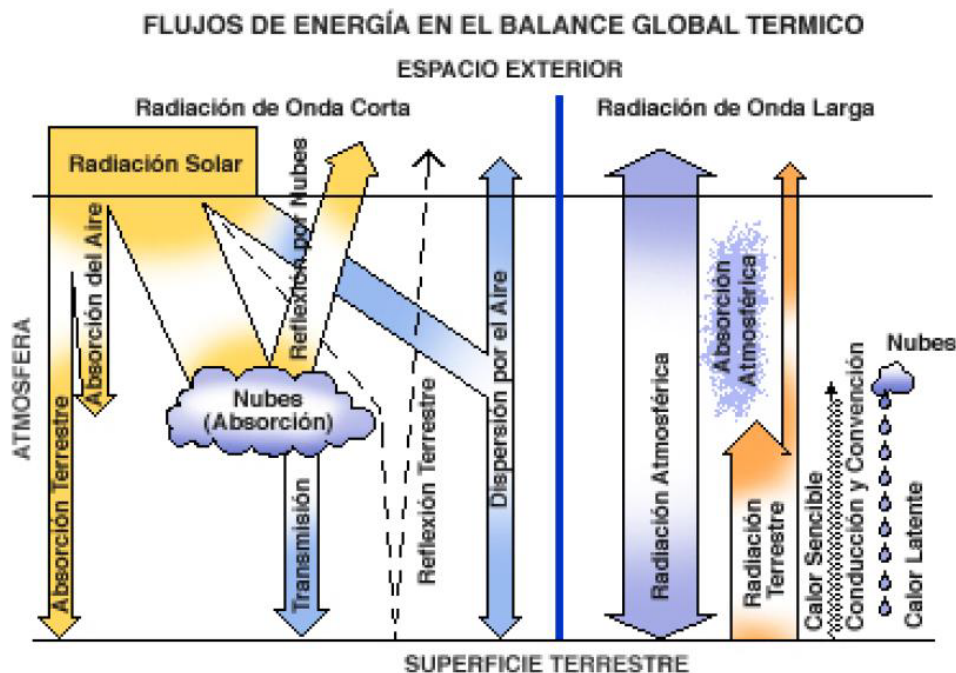 FLUJOS DE ENERGÍA EN EL BALANCE GLOBAL TERMICO
ESPACIO EXTERIOR
Radiación de Onda Corta
Radiación de Onda Larga
Radiación Solar
ATMOSFERA
Absorción Terrestre
Absorción del Aire
Reflexión por Nubes
Nubes
(Absorción)
Transmisión
Reflexión Terrestre
Dispersión por el Aire
Radiación Atmosférica
Absorción
Atmosférica
Radiación
Terrestre
Calor Sencible
Conducción y Convención
Nubes
Calor Latente
SUPERFICIE TERRESTRE